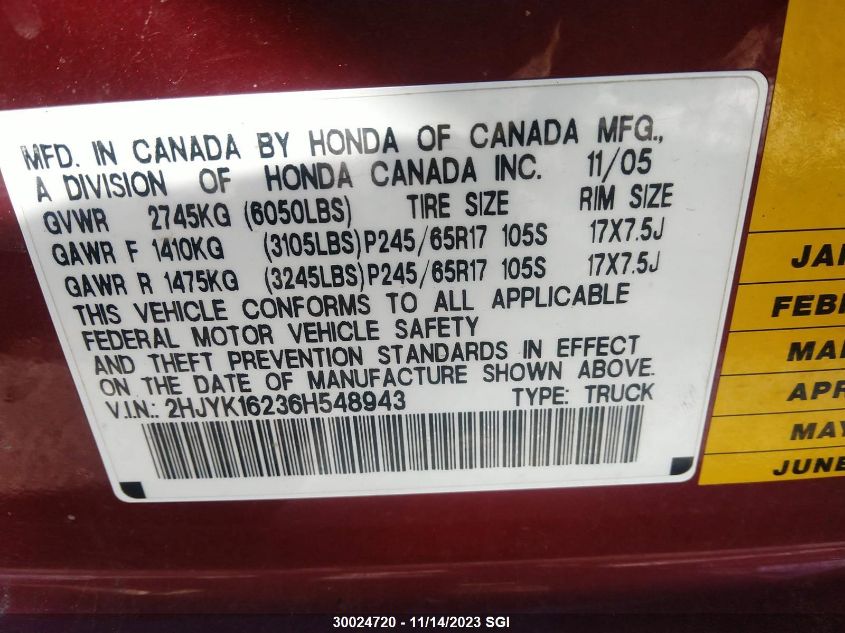 MFD. IN CANADA BY HONDA OF CANADA MFG.,
A DIVISION OF HONDA CANADA INC. 11/05
GVWR 2745KG (6050LBS) TIRE SIZE RIM SIZE
GAWR F 1410KG (3105LBS) P245/65R17 105S 17X7.5J
GAWR R 1475KG (3245LBS) P245/65R17 105S 17X7.5J
THIS VEHICLE CONFORMS TO ALL APPLICABLE
FEDERAL MOTOR VEHICLE SAFETY
AND THEFT PREVENTION STANDARDS IN EFFECT
ON THE DATE OF MANUFACTURE SHOWN ABOVE.
V.I.N.: 2HJYK16236H548943 TYPE: TRUCK
JAN
FEB
MA
APR
MAY
JUNE
30024720 - 11/14/2023 SGI